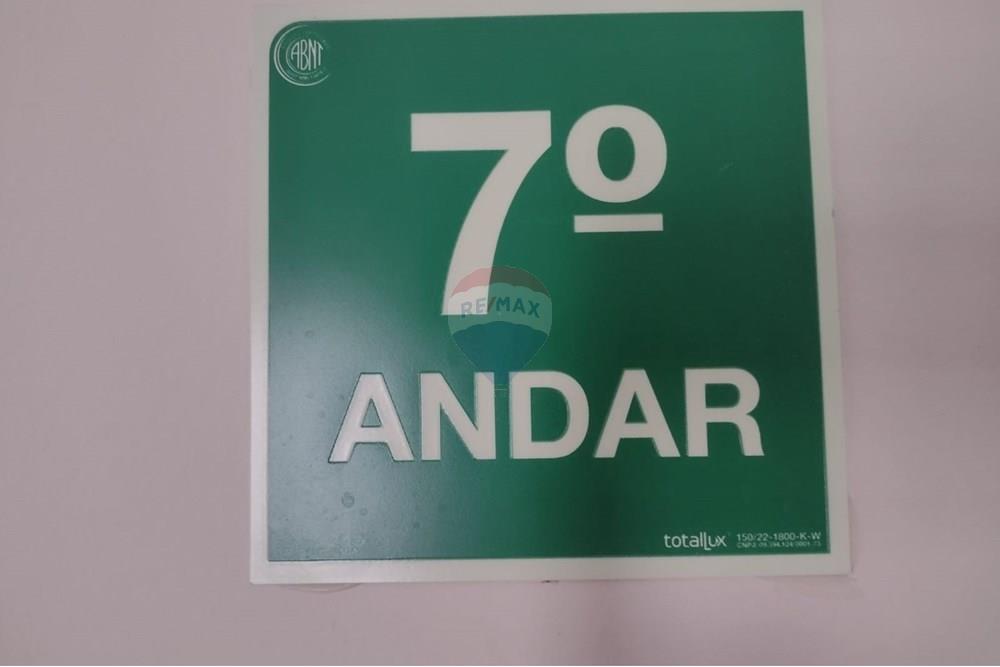 ABNT
7º
RE/MAX
ANDAR
totalLux 150/22-1800-K-W